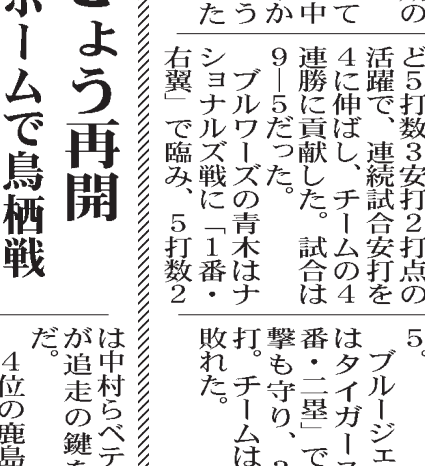 の
て
中
か
う
た
ど５打数３安打２打点の
活躍で、連続試合安打を
４に伸ばし、チームの４
連勝に貢献した。試合は
９―５だった。
ブルワーズの青木はナ
ショナルズ戦に「１番・
右翼」で臨み、５打数２
５。
ブルージェ
はタイガース
番・二塁」で
撃も守り、
打。チームは
敗れた。
ょう再開
ホームで鳥栖戦
は中村らベテ
が追走の鍵を
だ。
４位の鹿島